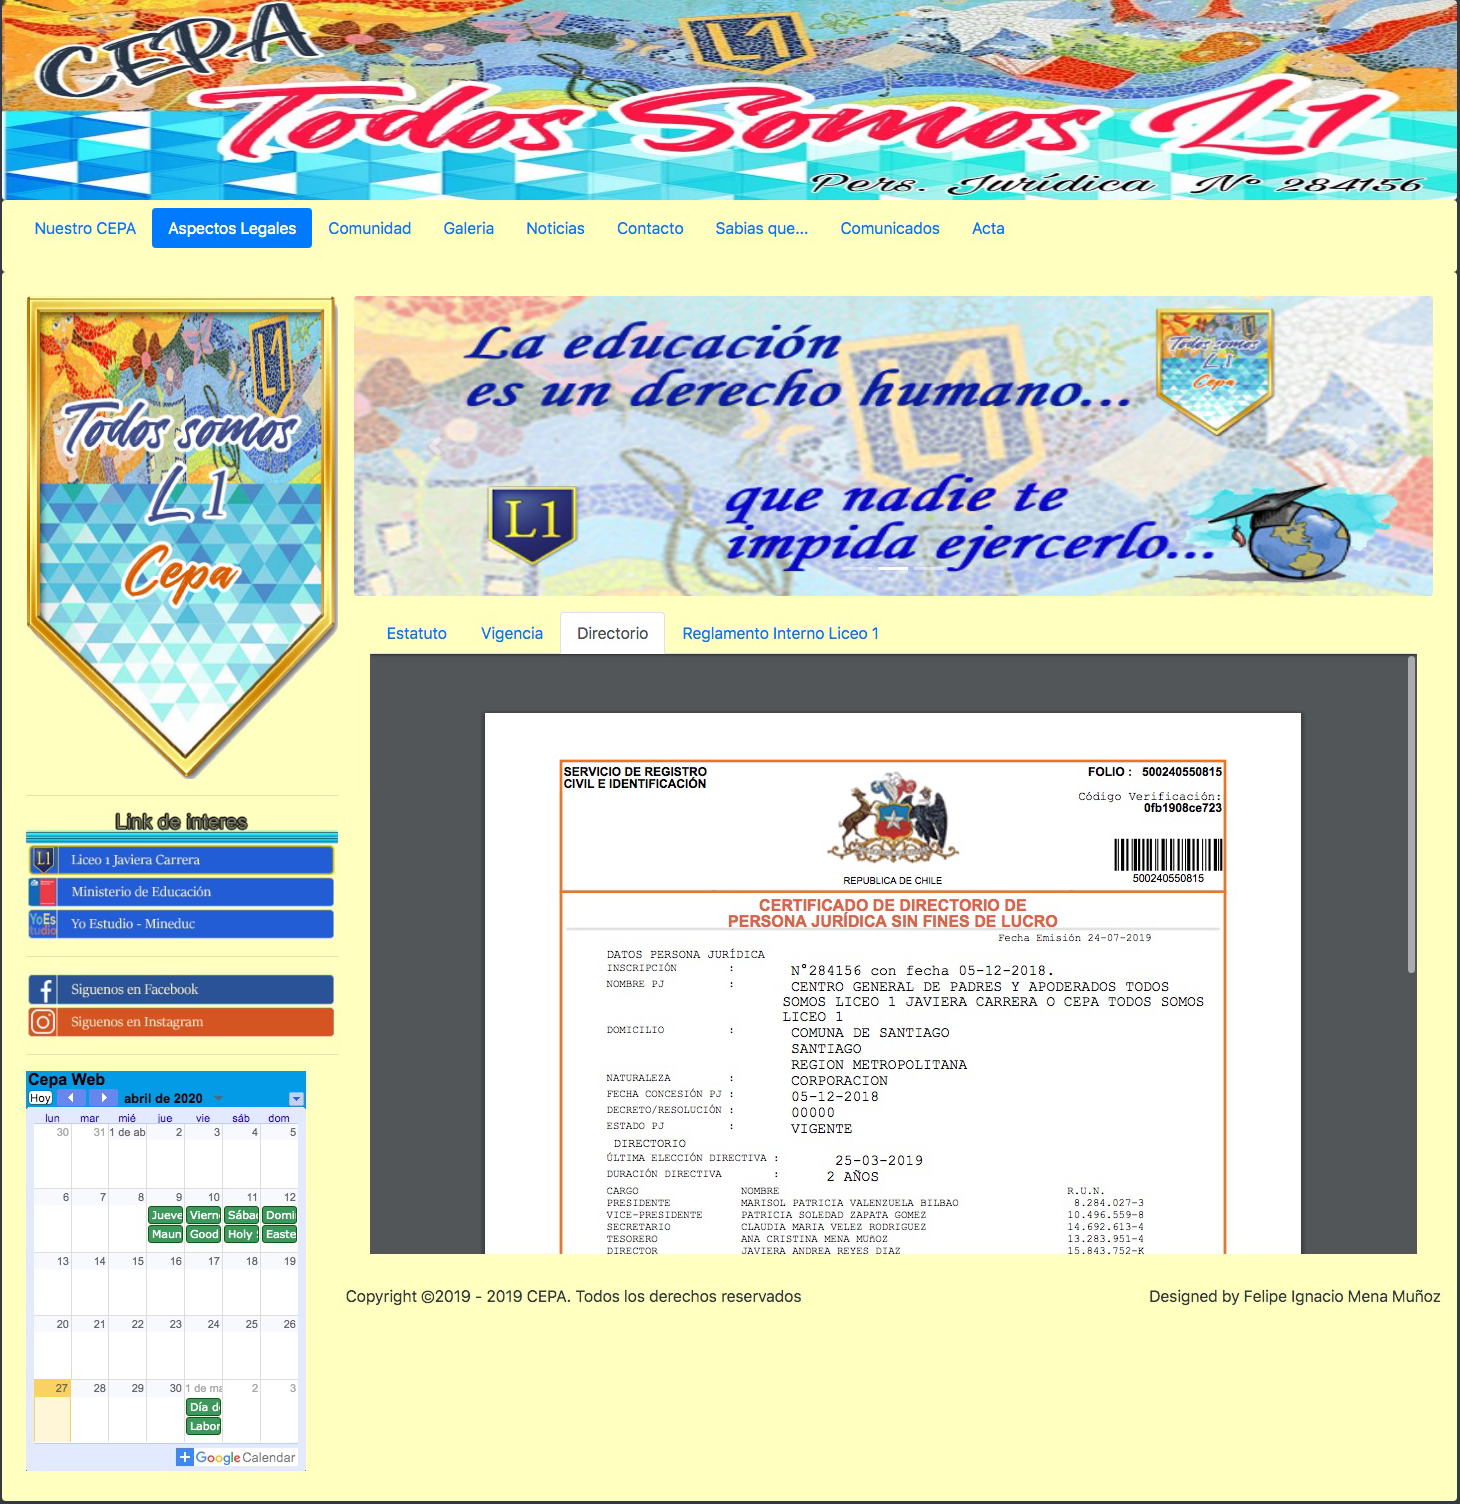 CEPA
L1
Todos Somos L1
Pers. Jurídica Nº 284156
Nuestro CEPA Aspectos Legales Comunidad Galeria Noticias Contacto Sabias que... Comunicados Acta
L1
Todos somos
L1
Cepa
La educación
es un derecho humano...
que nadie te
impida ejercerlo...
L1
L1
Todos somos
L1
Cepa
Link de interes
L1 Liceo 1 Javiera Carrera
Ministerio de Educación
YoEs
tudio
Yo Estudio - Mineduc
Siguenos en Facebook
Siguenos en Instagram
Cepa Web
Hoy abril de 2020
lun mar mié jue vie sáb dom
30 31 1 de ab 2 3 4 5
6 7 8 9 10 11 12
Jueve Viern Sába Domi
Maun Good Holy Easte
13 14 15 16 17 18 19
20 21 22 23 24 25 26
27 28 29 30 1 de ma 2 3
Día d
Labor
+ Google Calendar
Estatuto Vigencia Directorio Reglamento Interno Liceo 1
SERVICIO DE REGISTRO
CIVIL E IDENTIFICACIÓN
REPUBLICA DE CHILE
FOLIO : 500240550815
Código Verificación:
0fb1908ce723
500240550815
CERTIFICADO DE DIRECTORIO DE
PERSONA JURÍDICA SIN FINES DE LUCRO
Fecha Emisión 24-07-2019
DATOS PERSONA JURÍDICA
INSCRIPCIÓN : N°284156 con fecha 05-12-2018.
NOMBRE PJ : CENTRO GENERAL DE PADRES Y APODERADOS TODOS
SOMOS LICEO 1 JAVIERA CARRERA O CEPA TODOS SOMOS
LICEO 1
DOMICILIO : COMUNA DE SANTIAGO
SANTIAGO
REGION METROPOLITANA
NATURALEZA : CORPORACION
FECHA CONCESIÓN PJ : 05-12-2018
DECRETO/RESOLUCIÓN : 00000
ESTADO PJ : VIGENTE
DIRECTORIO
ÚLTIMA ELECCIÓN DIRECTIVA : 25-03-2019
DURACIÓN DIRECTIVA : 2 AÑOS
CARGO NOMBRE R.U.N.
PRESIDENTE MARISOL PATRICIA VALENZUELA BILBAO 8.284.027-3
VICE-PRESIDENTE PATRICIA SOLEDAD ZAPATA GOMEZ 10.496.559-8
SECRETARIO CLAUDIA MARIA VELEZ RODRIGUEZ 14.692.613-4
TESORERO ANA CRISTINA MENA MUñOZ 13.283.951-4
DIRECTOR JAVIERA ANDREA REYES DIAZ 15.843.752-K
Copyright ©2019 - 2019 CEPA. Todos los derechos reservados
Designed by Felipe Ignacio Mena Muñoz